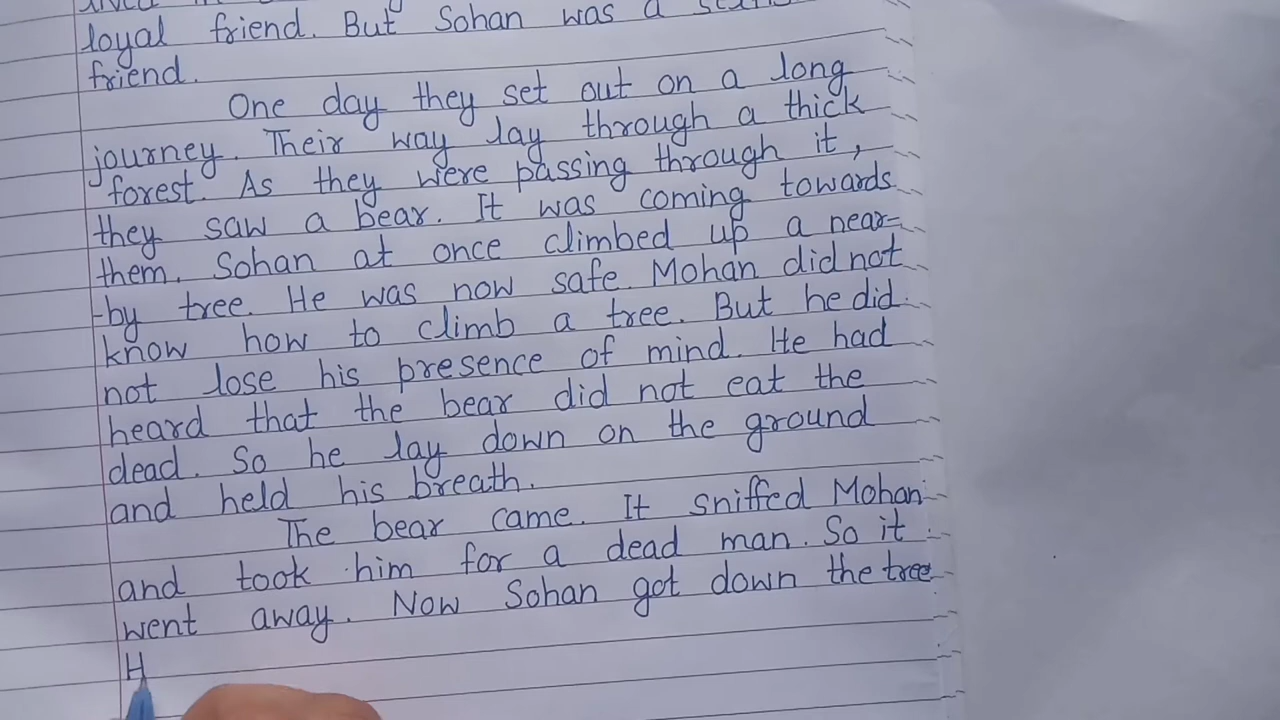 loyal friend. But Sohan was a
friend.
One day they set out on a long
journey. Their way lay through a thick
forest. As they were passing through it,
they saw a bear. It was coming towards
them. Sohan at once climbed up a near=
-by tree. He was now safe. Mohan did not
know how to climb a tree. But he did
not lose his presence of mind. He had
heard that the bear did not eat the
dead. So he lay down on the ground
and held his breath.
The bear came. It sniffed Mohan
and took him for a dead man. So it
went away. Now Sohan got down the tree
H